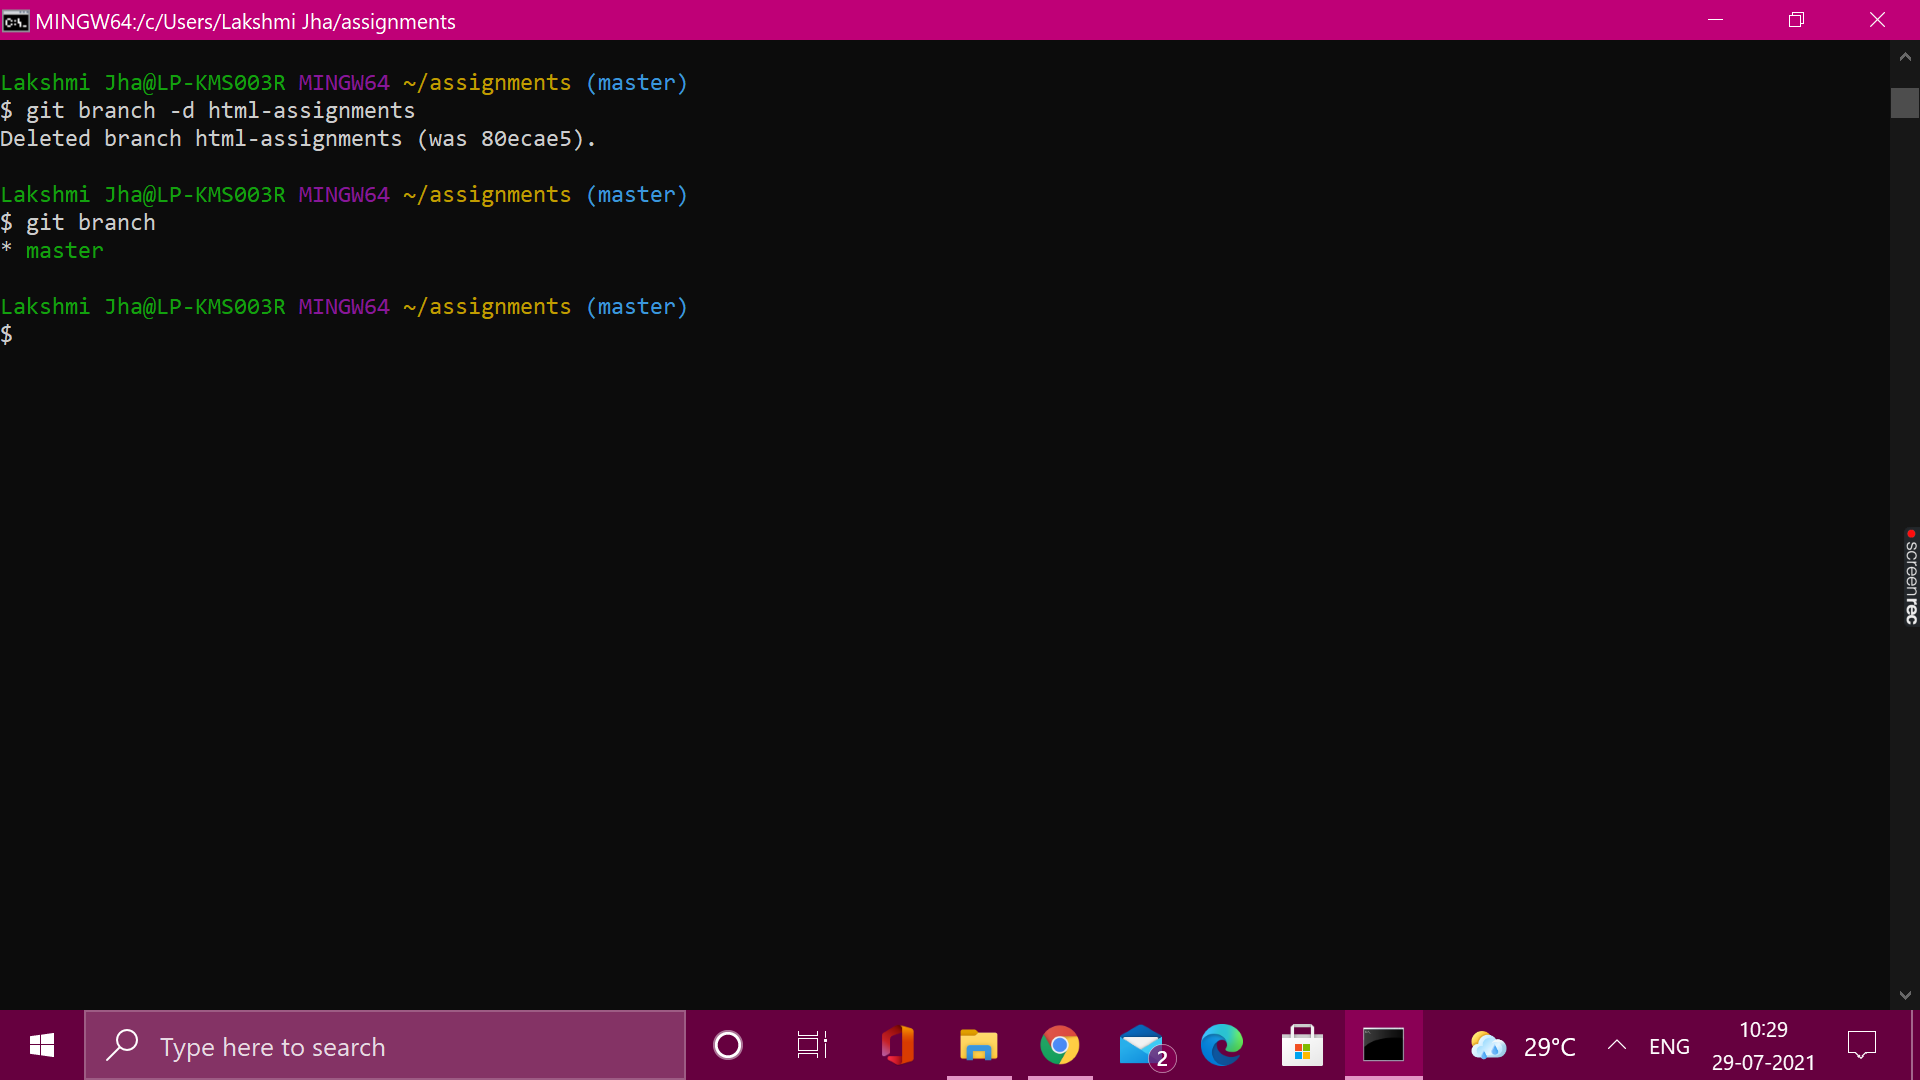 MINGW64:/c/Users/Lakshmi Jha/assignments
Lakshmi Jha@LP-KMS003R MINGW64 ~/assignments (master)
$ git branch -d html-assignments
Deleted branch html-assignments (was 80ecae5).
Lakshmi Jha@LP-KMS003R MINGW64 ~/assignments (master)
$ git branch
* master
Lakshmi Jha@LP-KMS003R MINGW64 ~/assignments (master)
$
screenrec
Type here to search
2
29°C
ENG
10:29
29-07-2021